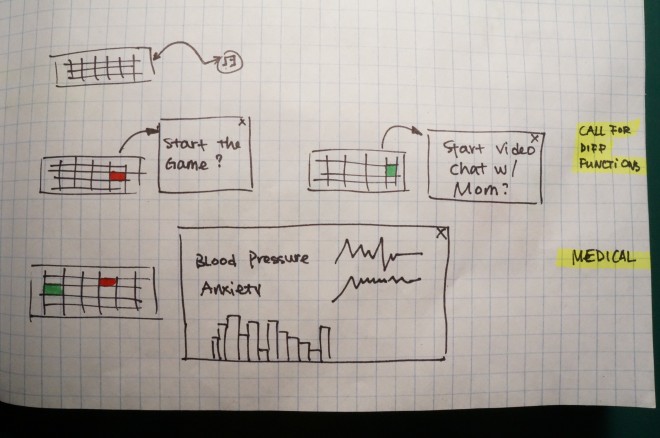 x
Start the
Game?
x
Start video
Chat w/
Mom?
CALL FOR
DIFF
FUNCTIONS
x
Blood Pressure
Anxiety
MEDICAL